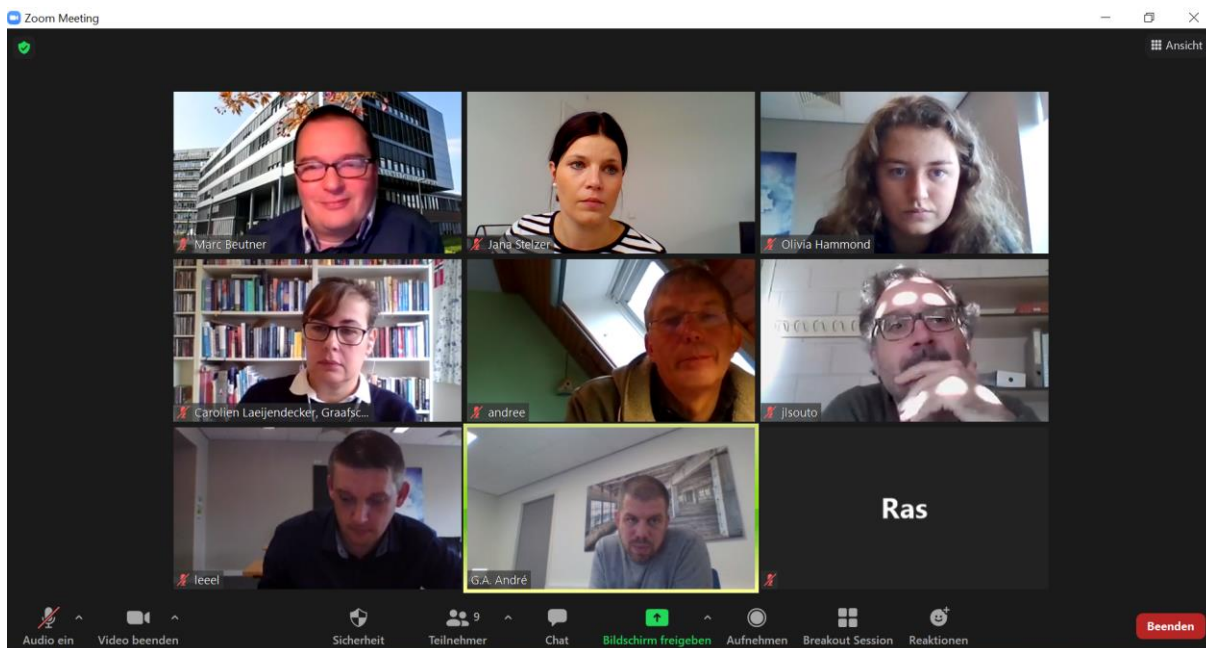 Zoom Meeting
Ansicht
Marc Beutner
Jana Stelzer
Olivia Hammond
Carolien Laeijendecker, Graafsc...
andree
jlsouto
leeel
G.A. André
Ras
9
Audio ein
Video beenden
Sicherheit
Teilnehmer
Chat
Bildschirm freigeben
Aufnehmen
Breakout Session
Reaktionen
Beenden